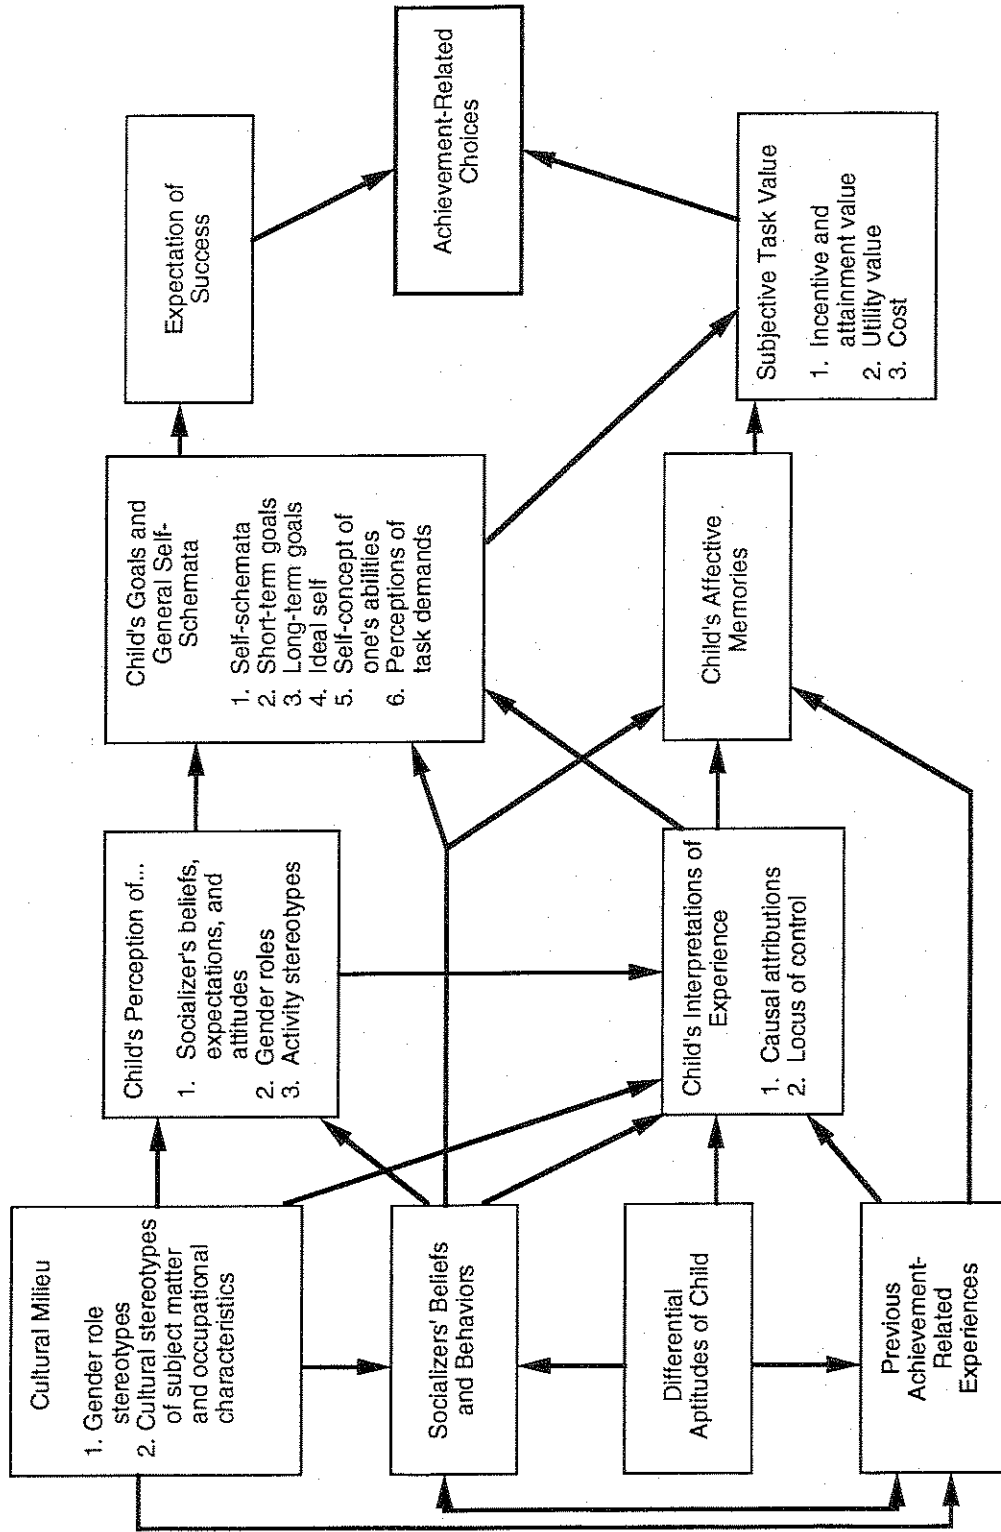 Cultural Milieu
1. Gender role
stereotypes
2. Cultural stereotypes
of subject matter
and occupational
characteristics
Socializers' Beliefs
and Behaviors
Differential
Aptitudes of Child
Previous
Achievement-
Related
Experiences
Child's Perception of...
1. Socializer's beliefs,
expectations, and
attitudes
2. Gender roles
3. Activity stereotypes
Child's Interpretations of
Experience
1. Causal attributions
2. Locus of control
Child's Goals and
General Self-
Schemata
1. Self-schemata
2. Short-term goals
3. Long-term goals
4. Ideal self
5. Self-concept of
one's abilities
6. Perceptions of
task demands
Child's Affective
Memories
Expectation of
Success
Achievement-Related
Choices
Subjective Task Value
1. Incentive and
attainment value
2. Utility value
3. Cost